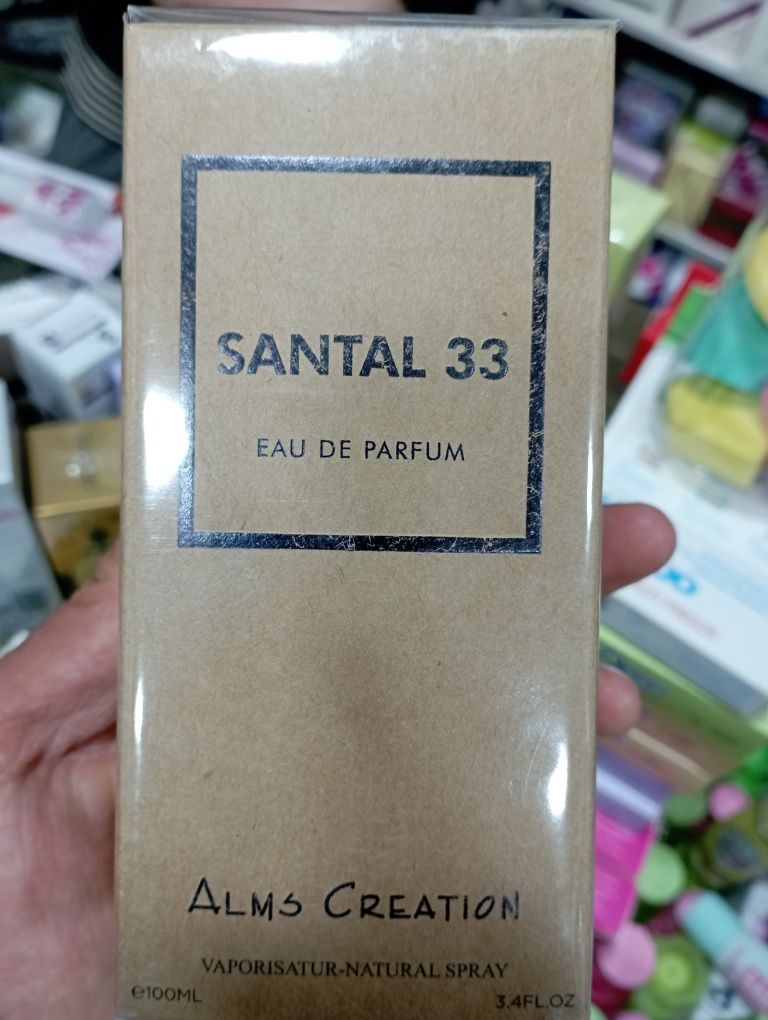 SANTAL 33
EAU DE PARFUM
ALMS CREATION
VAPORISATUR-NATURAL SPRAY
℮100ML
3.4FL.OZ